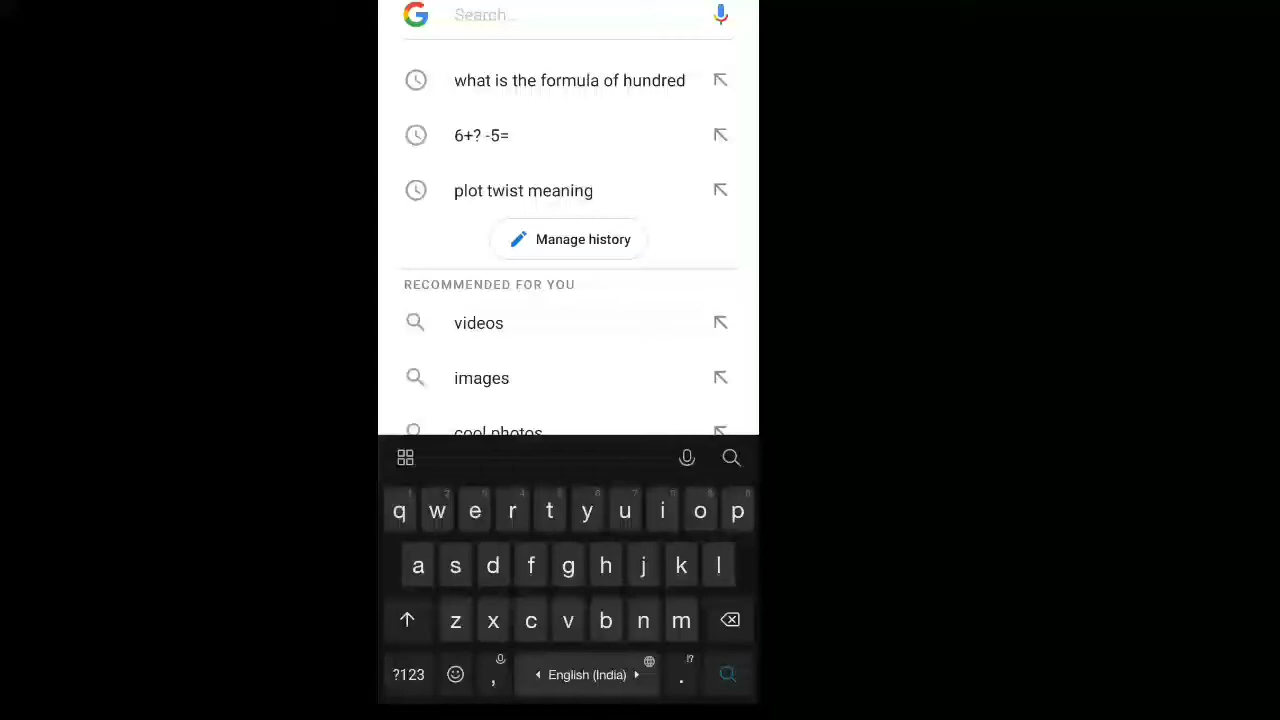 Search...
what is the formula of hundred
6+? -5=
plot twist meaning
Manage history
RECOMMENDED FOR YOU
videos
images
cool photos
q w e r t y u i o p
a s d f g h j k l
z x c v b n m
?123 , English (India) . !?